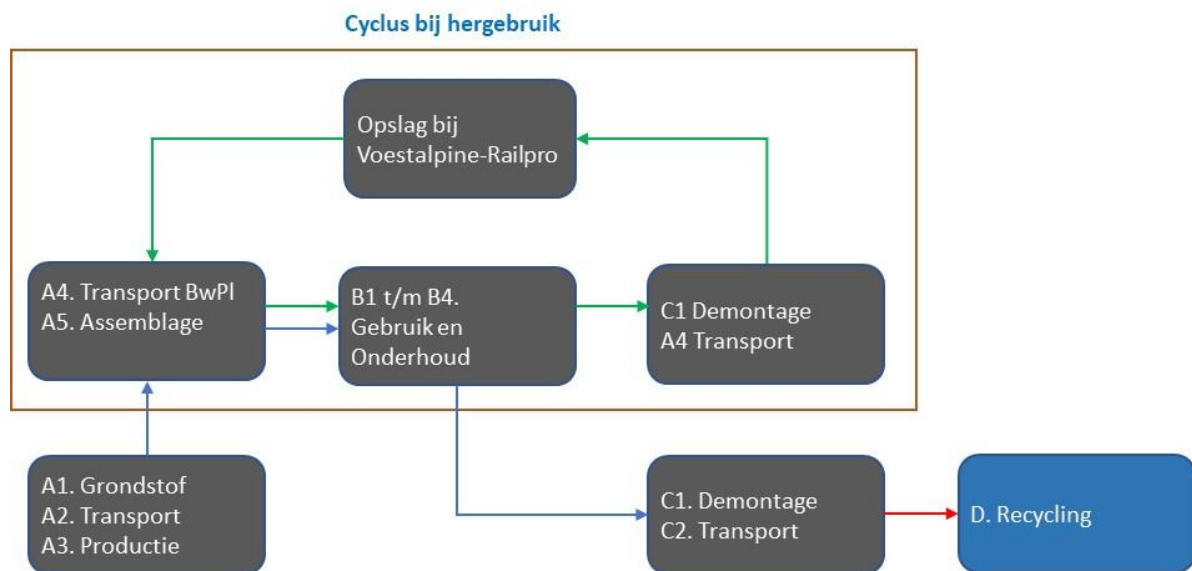 Cyclus bij hergebruik
Opslag bij
Voestalpine-Railpro
A4. Transport BwPl
A5. Assemblage
B1 t/m B4.
Gebruik en
Onderhoud
C1 Demontage
A4 Transport
A1. Grondstof
A2. Transport
A3. Productie
C1. Demontage
C2. Transport
D. Recycling